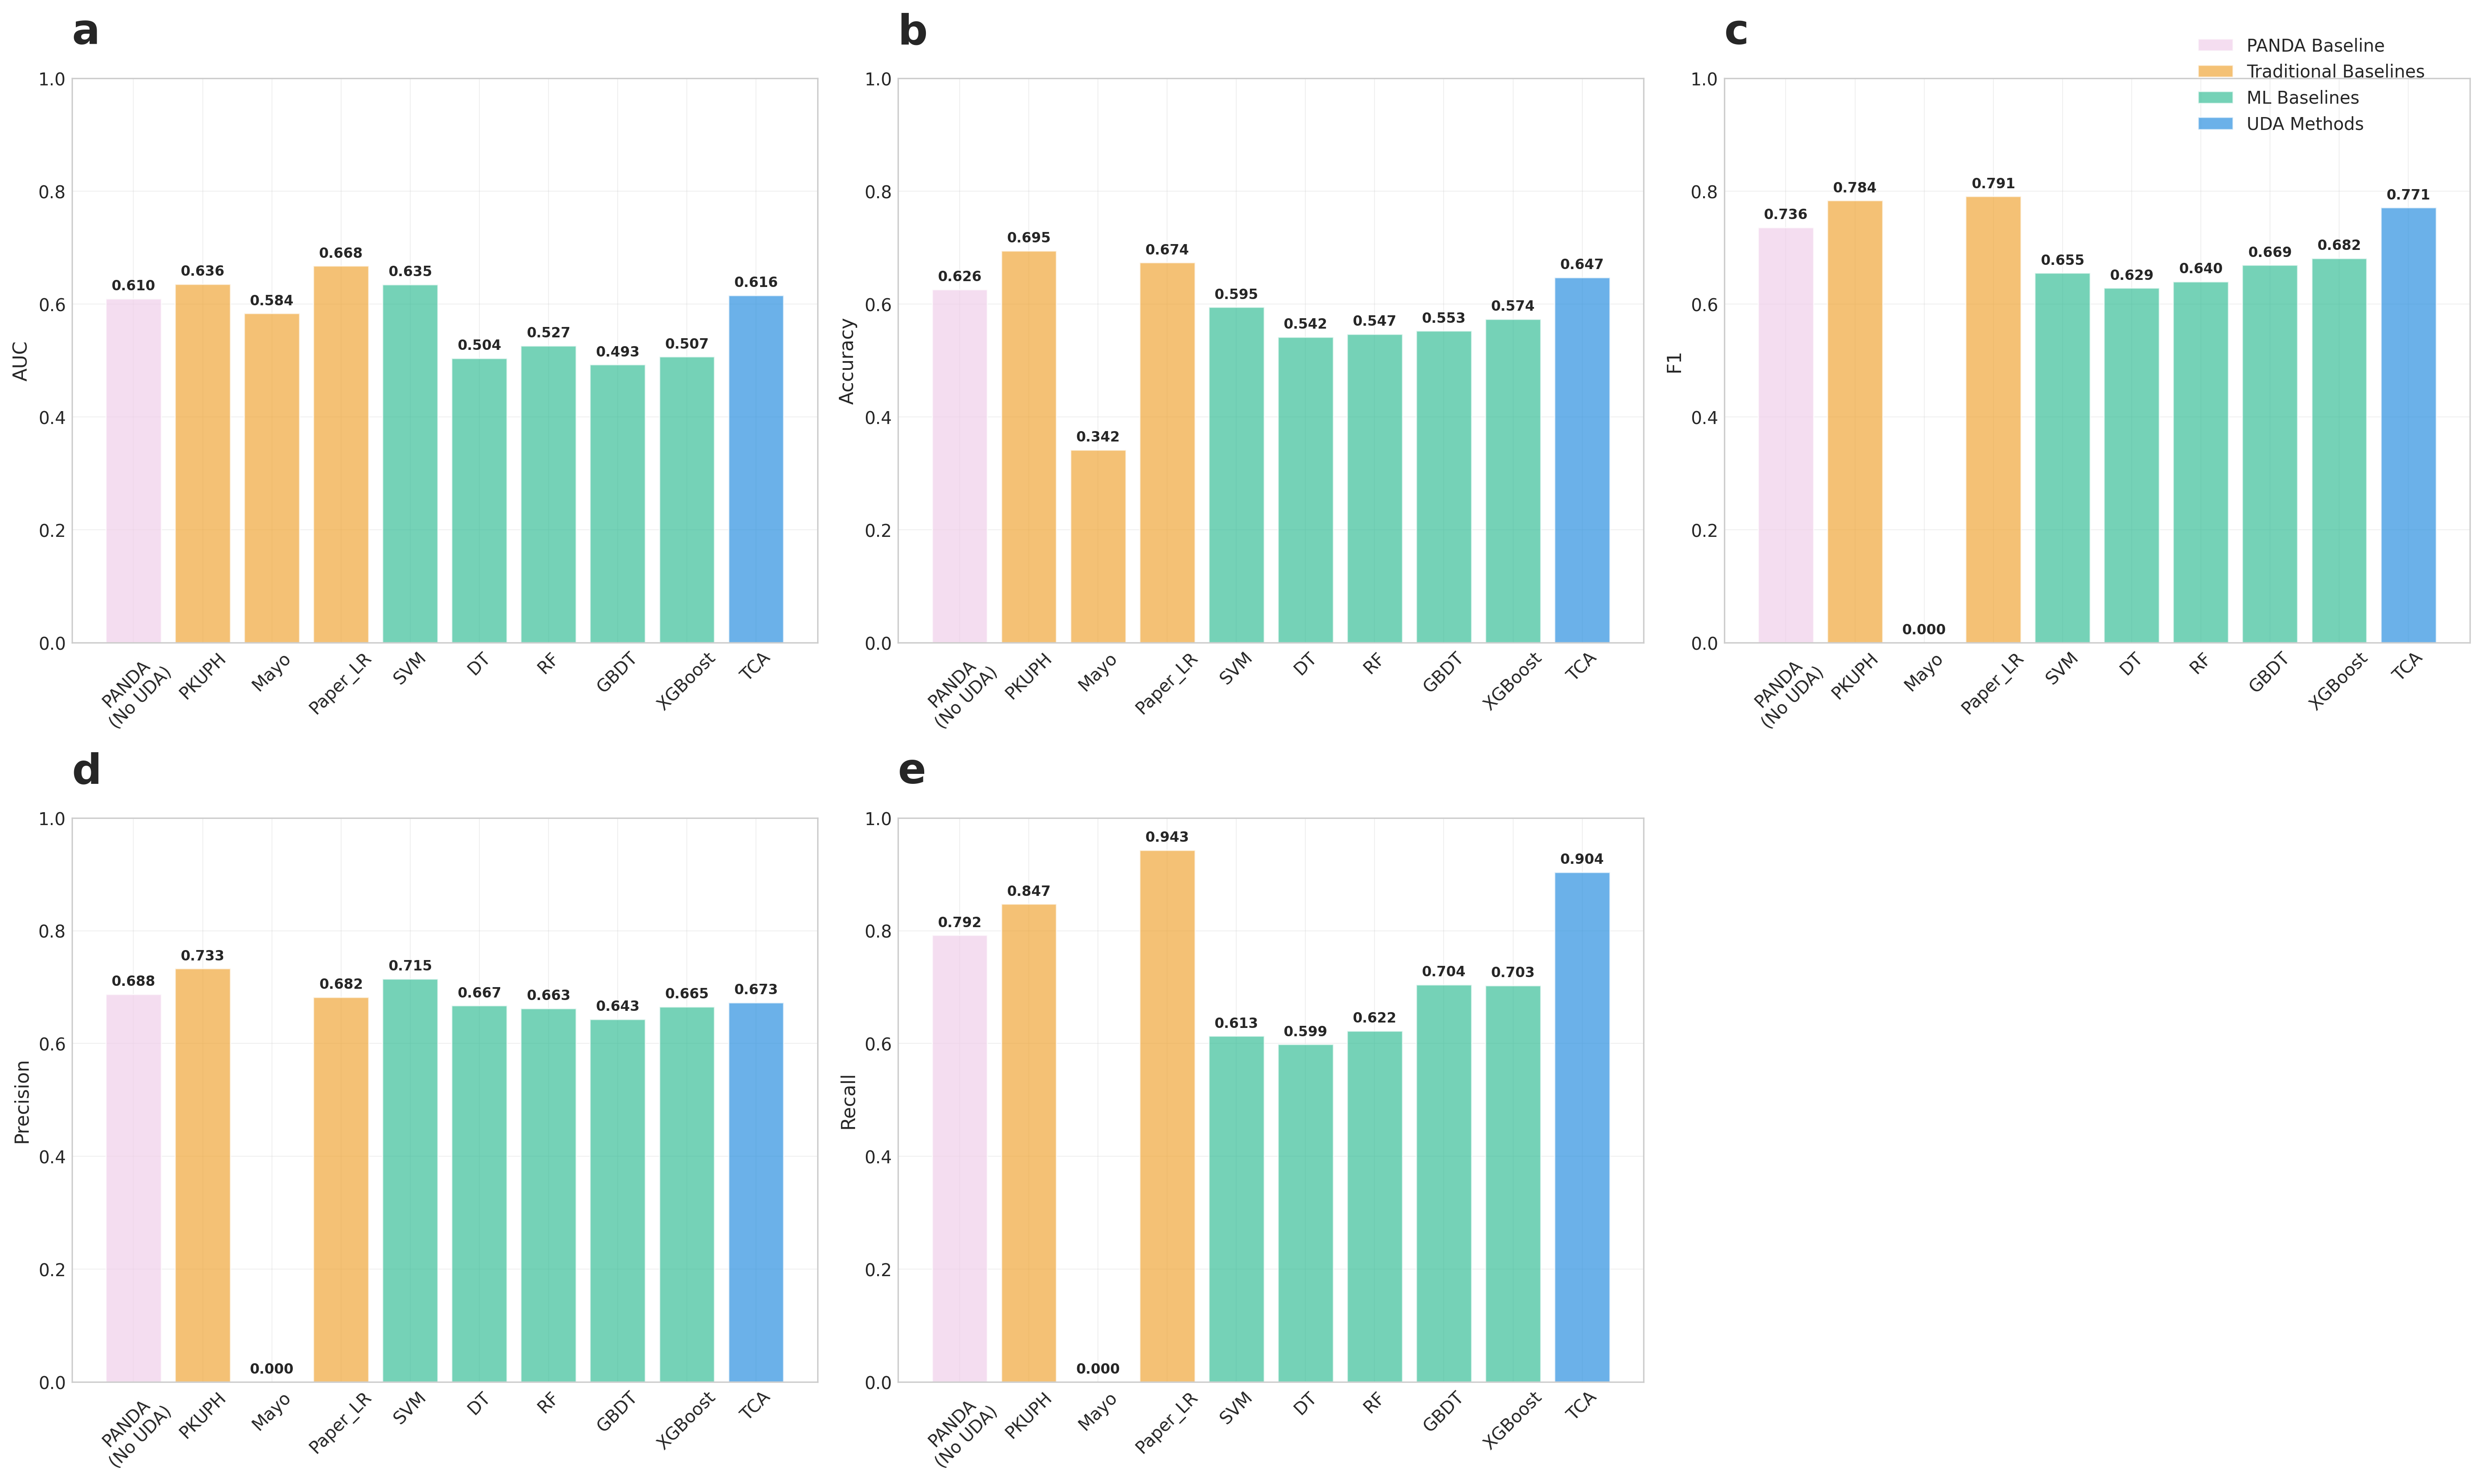 a
AUC
1.0
0.8
0.6
0.4
0.2
0.0
0.610
0.636
0.584
0.668
0.635
0.504
0.527
0.493
0.507
0.616
PANDA
(No UDA)
PKUPH
Mayo
Paper_LR
SVM
DT
RF
GBDT
XGBoost
TCA
b
Accuracy
1.0
0.8
0.6
0.4
0.2
0.0
0.626
0.695
0.342
0.674
0.595
0.542
0.547
0.553
0.574
0.647
PANDA
(No UDA)
PKUPH
Mayo
Paper_LR
SVM
DT
RF
GBDT
XGBoost
TCA
c
PANDA Baseline
Traditional Baselines
ML Baselines
UDA Methods
F1
1.0
0.8
0.6
0.4
0.2
0.0
0.736
0.784
0.000
0.791
0.655
0.629
0.640
0.669
0.682
0.771
PANDA
(No UDA)
PKUPH
Mayo
Paper_LR
SVM
DT
RF
GBDT
XGBoost
TCA
d
Precision
1.0
0.8
0.6
0.4
0.2
0.0
0.688
0.733
0.000
0.682
0.715
0.667
0.663
0.643
0.665
0.673
PANDA
(No UDA)
PKUPH
Mayo
Paper_LR
SVM
DT
RF
GBDT
XGBoost
TCA
e
Recall
1.0
0.8
0.6
0.4
0.2
0.0
0.792
0.847
0.000
0.943
0.613
0.599
0.622
0.704
0.703
0.904
PANDA
(No UDA)
PKUPH
Mayo
Paper_LR
SVM
DT
RF
GBDT
XGBoost
TCA